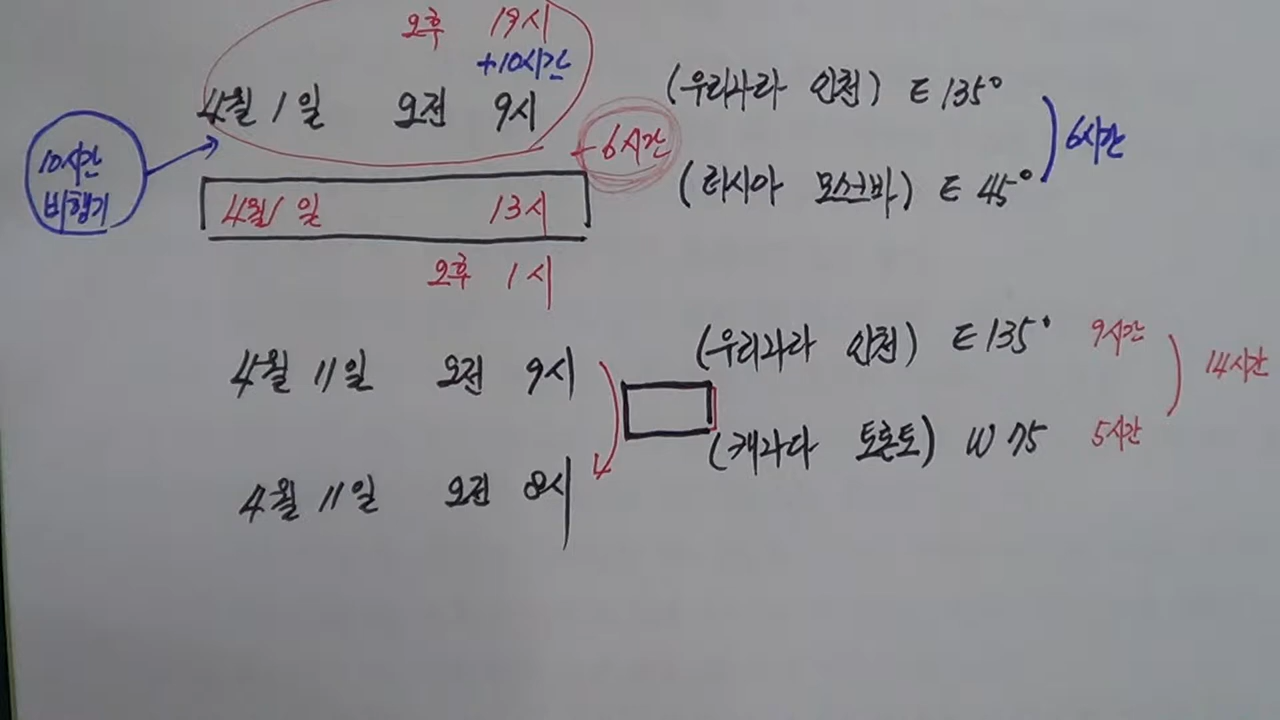 오후 19시
+10시간
4월 1일 오전 9시 (우리나라 인천) E 135°
- 6시간
6시간
10시간
비행기
(러시아 모스크바) E 45°
4월 1일 13시
오후 1시
4월 11일 오전 9시 (우리나라 인천) E 135° 9시간
14시간
(캐나다 토론토) W 75 5시간
4월 11일 오전 8시